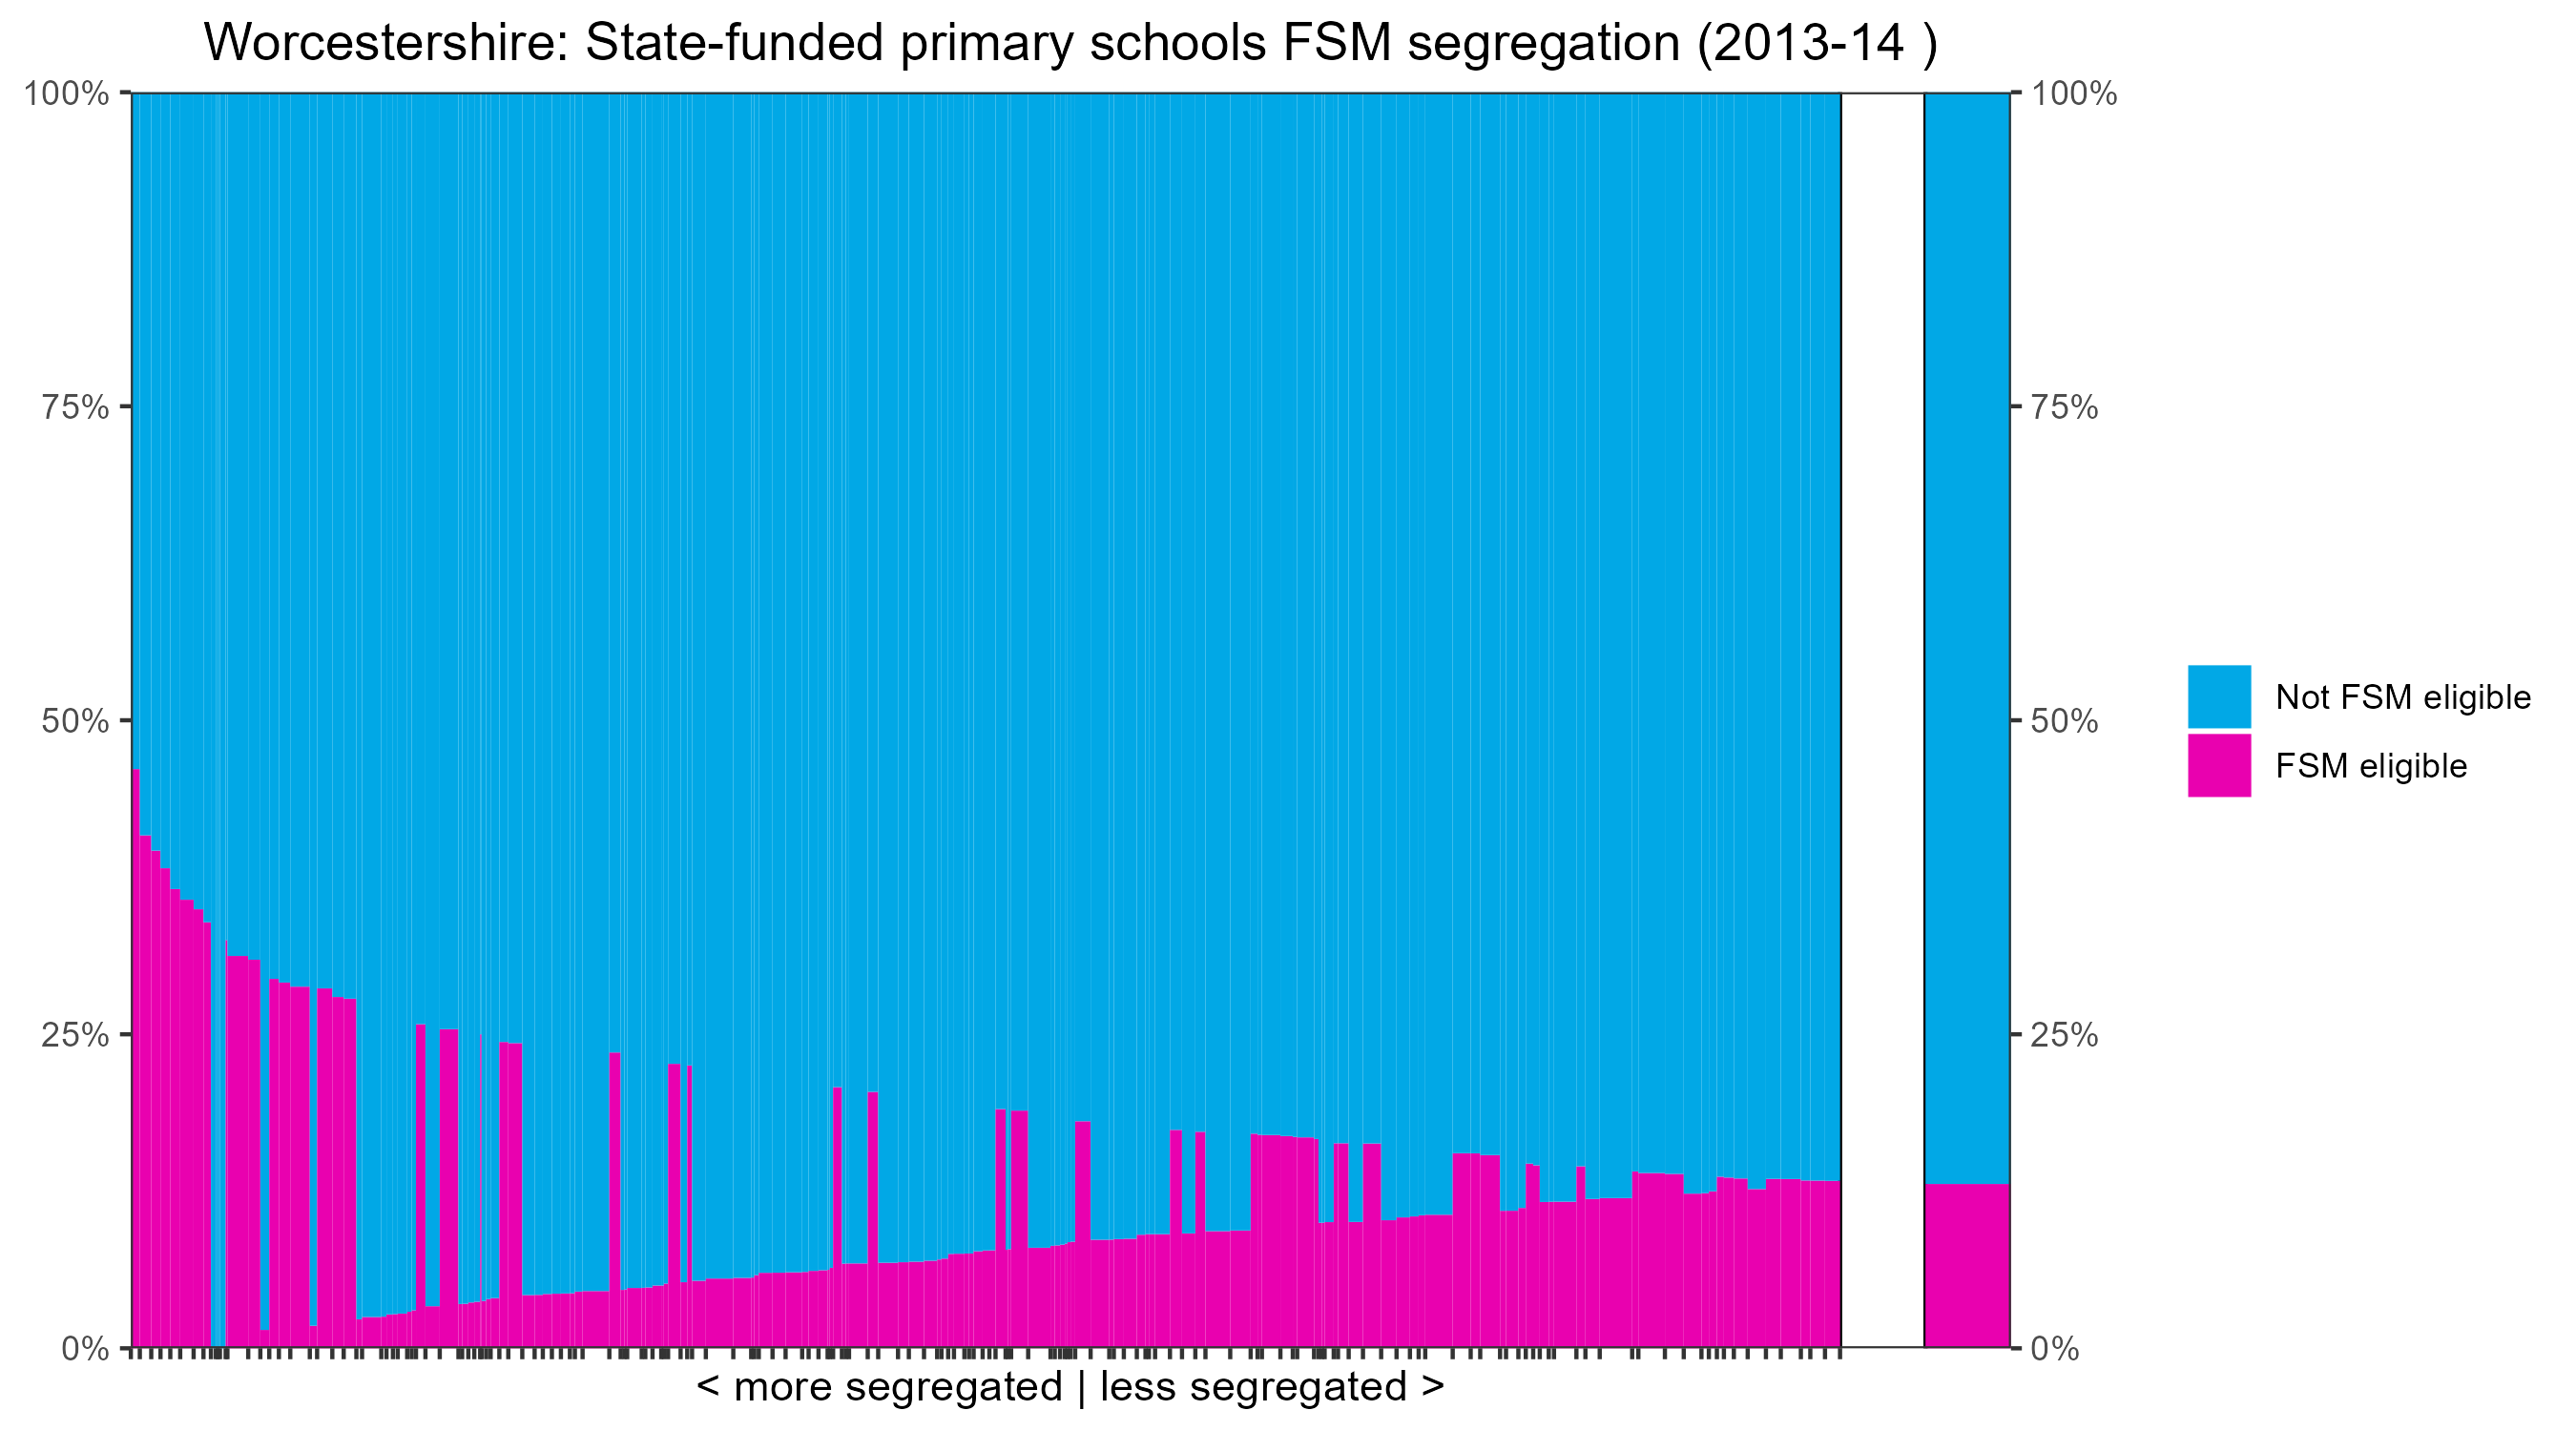 Worcestershire: State-funded primary schools FSM segregation (2013-14 )
100%
75%
50%
25%
0%
100%
75%
50%
25%
0%
< more segregated | less segregated >
Not FSM eligible
FSM eligible